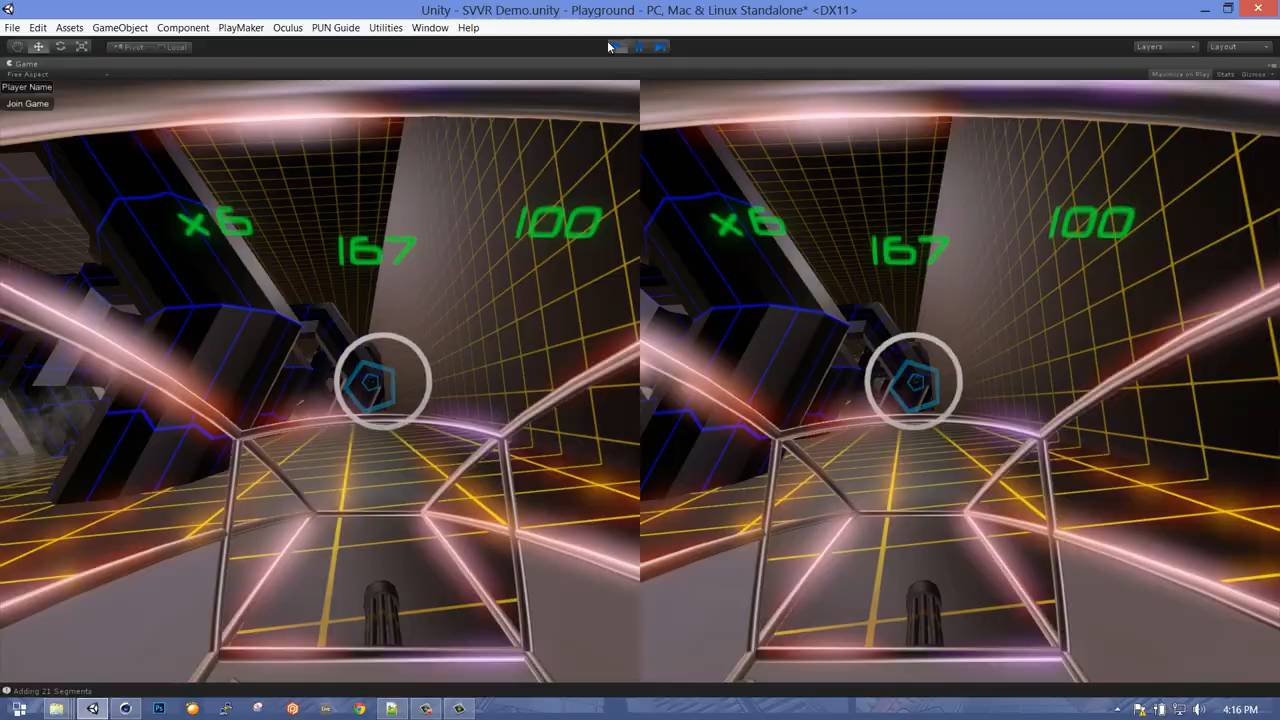 Unity - SVVR Demo.unity - Playground - PC, Mac & Linux Standalone* <DX11>
File Edit Assets GameObject Component PlayMaker Oculus PUN Guide Utilities Window Help
Pivot Local Layers Layout
Game
Free Aspect Maximize on Play Stats Gizmos
Player Name
Join Game
x6 167 100 x6 167 100
Adding 21 Segments
4:16 PM